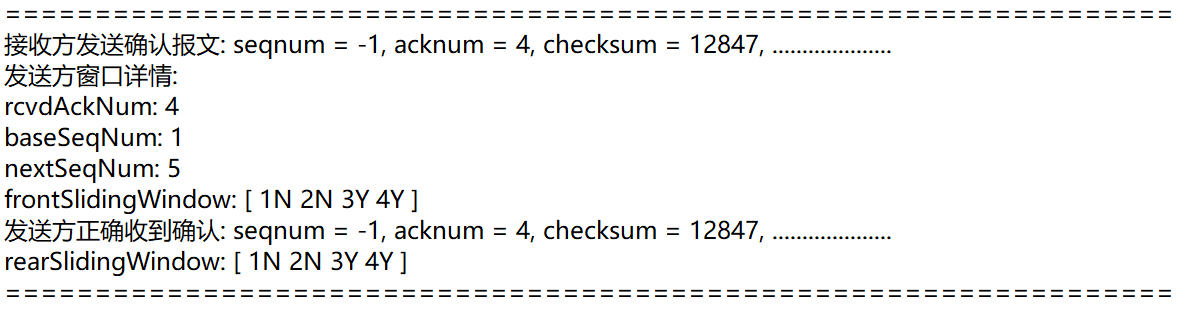 =================================================================
接收方发送确认报文: seqnum = -1, acknum = 4, checksum = 12847, ....................
发送方窗口详情:
rcvdAckNum: 4
baseSeqNum: 1
nextSeqNum: 5
frontSlidingWindow: [ 1N 2N 3Y 4Y ]
发送方正确收到确认: seqnum = -1, acknum = 4, checksum = 12847, ....................
rearSlidingWindow: [ 1N 2N 3Y 4Y ]
=================================================================